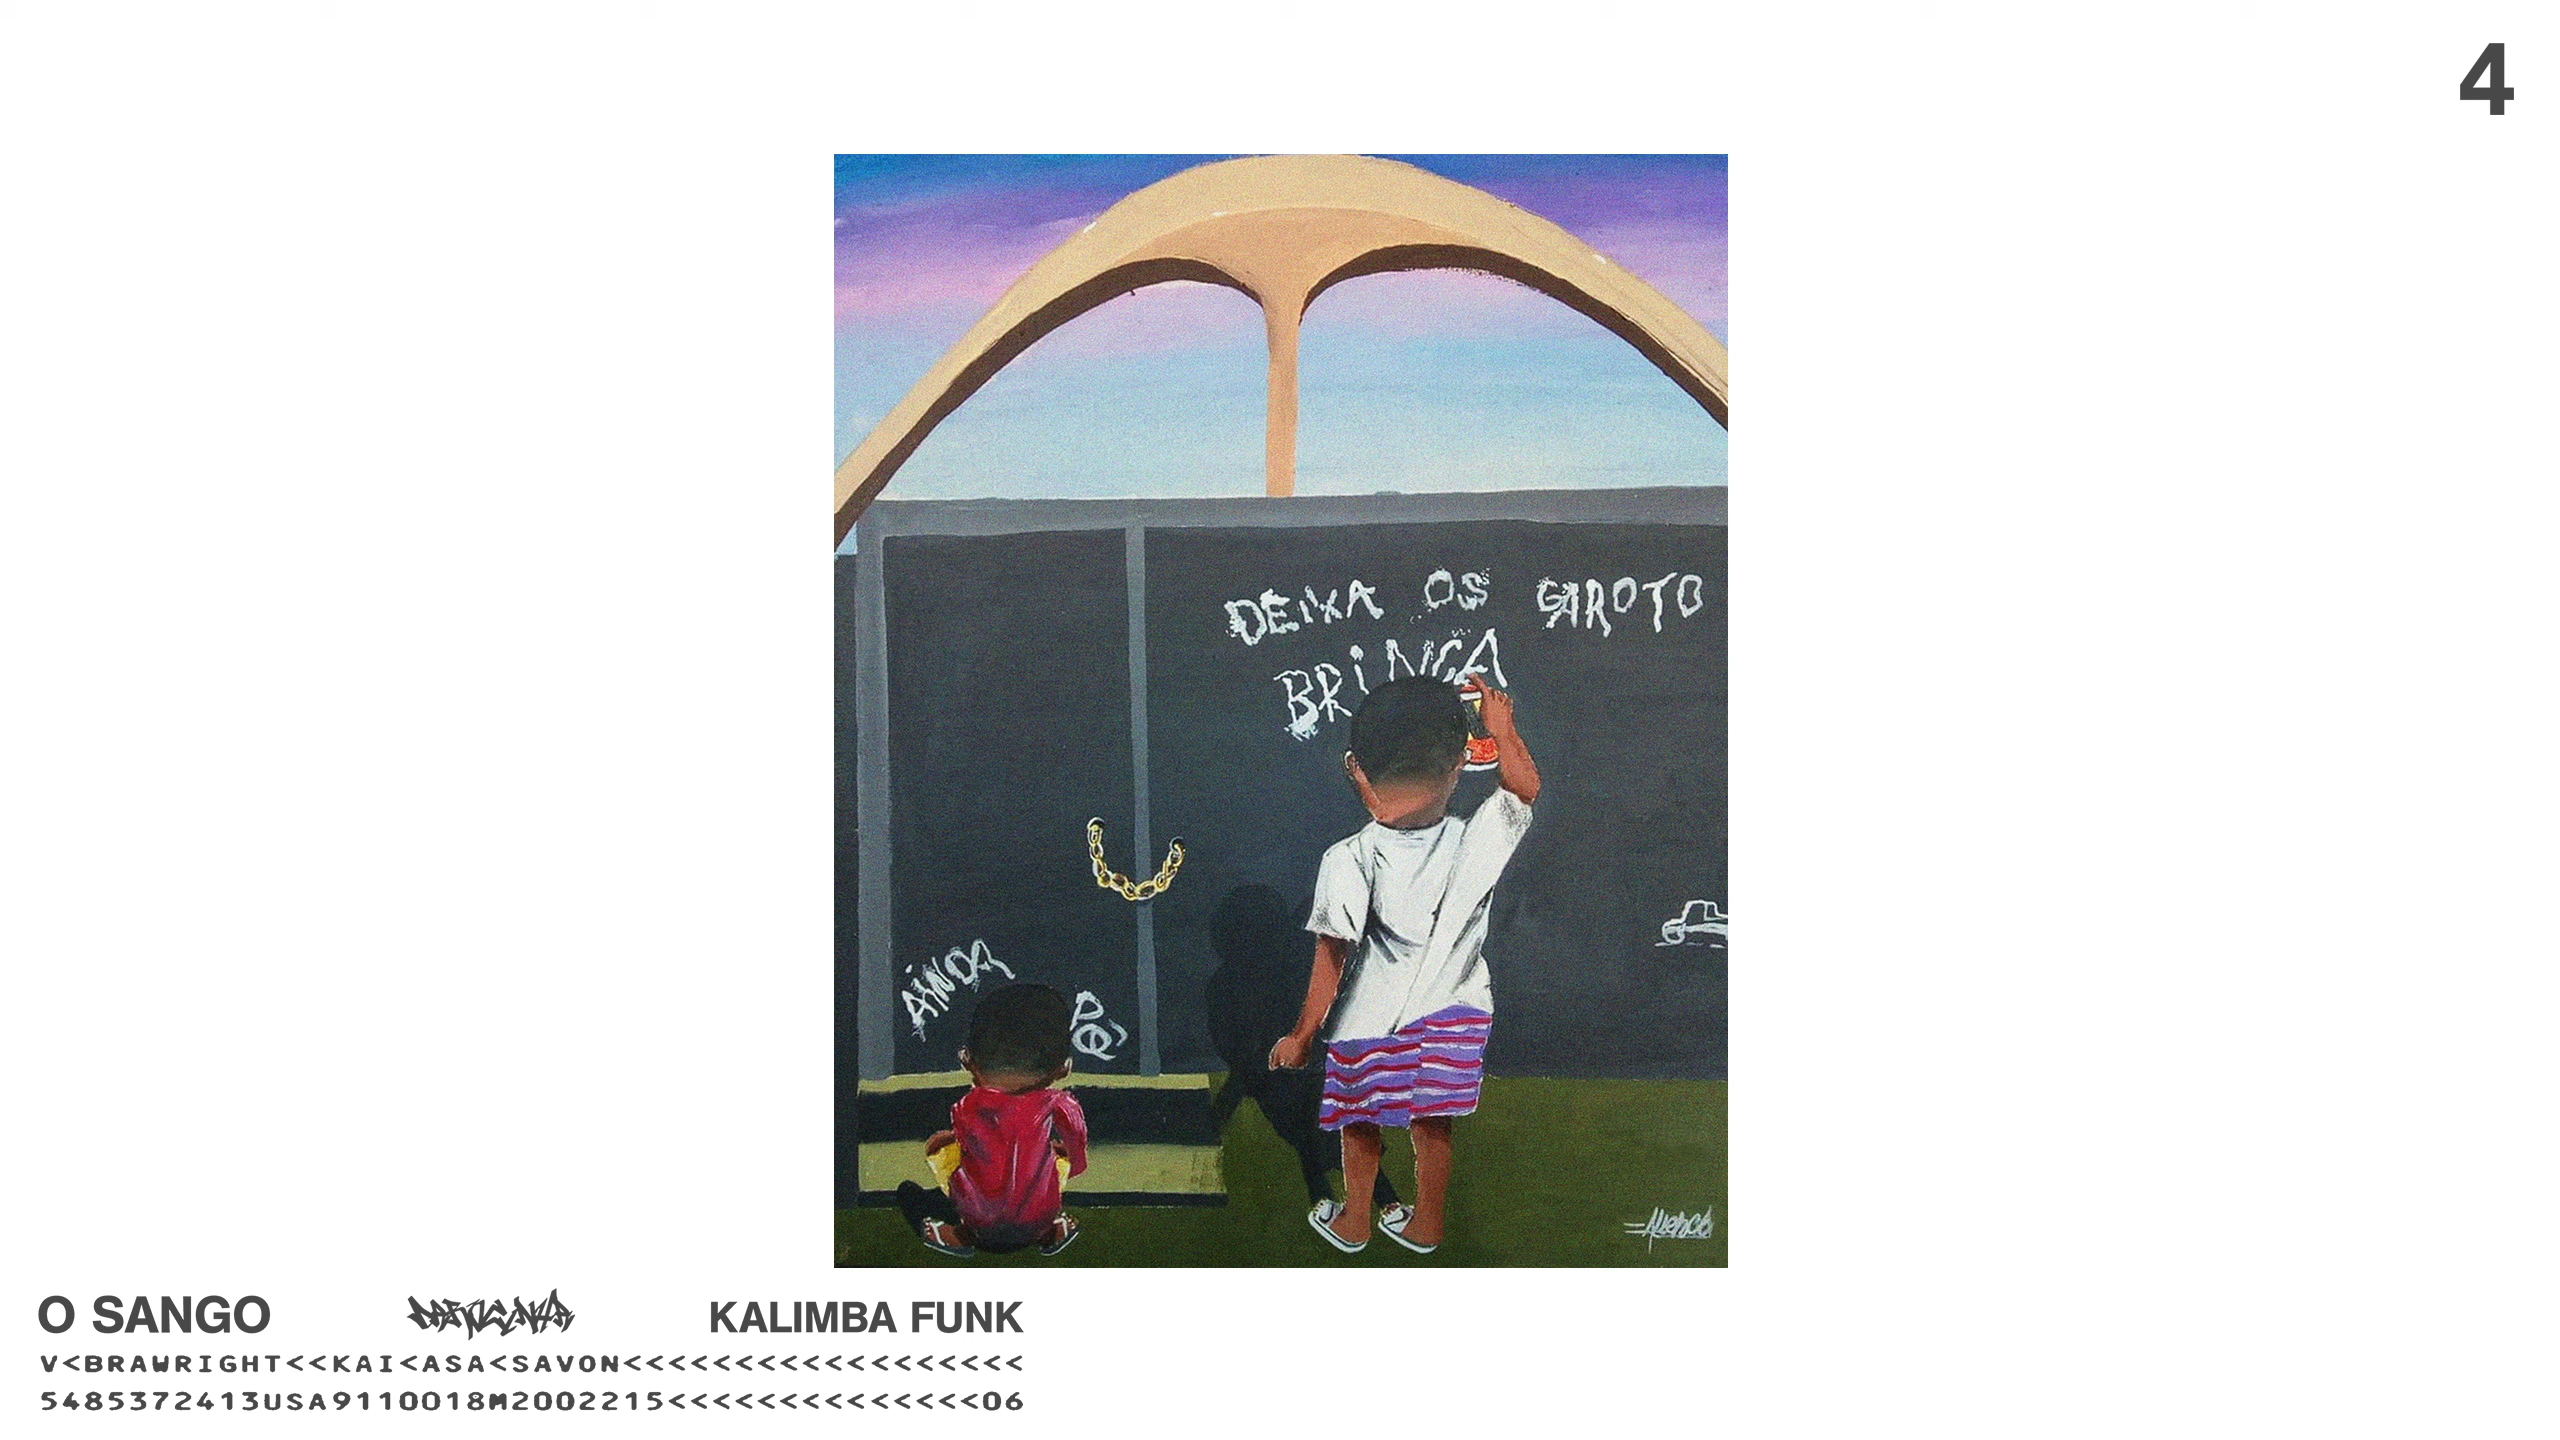 4
DEIXA OS GAROTO
BRINCA
AINDA
O SANGO
KALIMBA FUNK
V<BRAWRIGHT<<KAI<ASA<SAVON<<<<<<<<<<<<<<<<<<
5485372413USA9110018M2002215<<<<<<<<<<<<<<06